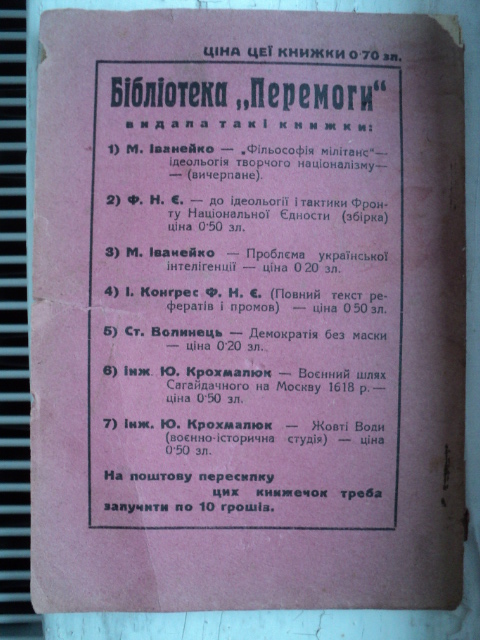 ЦІНА ЦЕЇ КНИЖКИ 0·70 зл.
Бібліотека „Перемоги“
видала такі книжки:
1) М. Іванейко — „Фільософія мілітанс“—
ідеольогія творчого націоналізму—
— (вичерпане).
2) Ф. Н. Є. — до ідеольогії і тактики Фрон-
ту Національної Єдности (збірка)
ціна 0·50 зл.
3) М. Іванейко — Проблєма української
інтелігенції — ціна 0·20 зл.
4) І. Конгрес Ф. Н. Є. (Повний текст ре-
фератів і промов) — ціна 0·50 зл.
5) Ст. Волинець — Демократія без маски
— ціна 0·20 зл.
6) Інж. Ю. Крохмалюк — Воєнний шлях
Сагайдачного на Москву 1618 р.—
ціна 0·50 зл.
7) Інж. Ю. Крохмалюк — Жовті Води
(воєнно-історична студія) — ціна
0·50 зл.
На поштову пересилку
цих книжечок треба
залучити по 10 грошів.